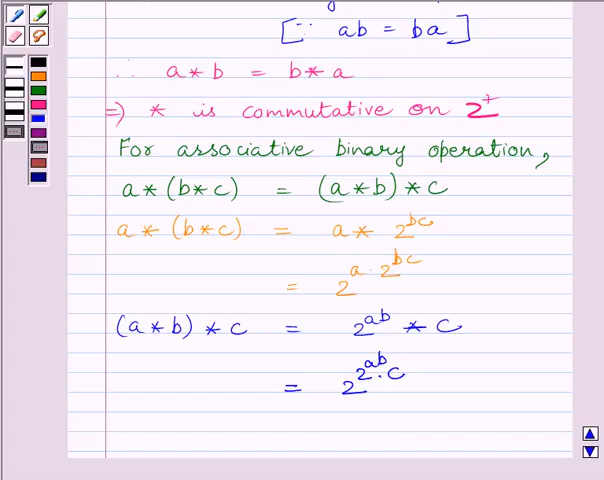 [∵ ab = ba]
∴ a * b = b * a
⇒ * is commutative on Z⁺
For associative binary operation,
a * (b * c) = (a * b) * c
a * (b * c) = a * 2^{bc}
= 2^{a · 2^{bc}}
(a * b) * c = 2^{ab} * c
= 2^{2^{ab} · c}